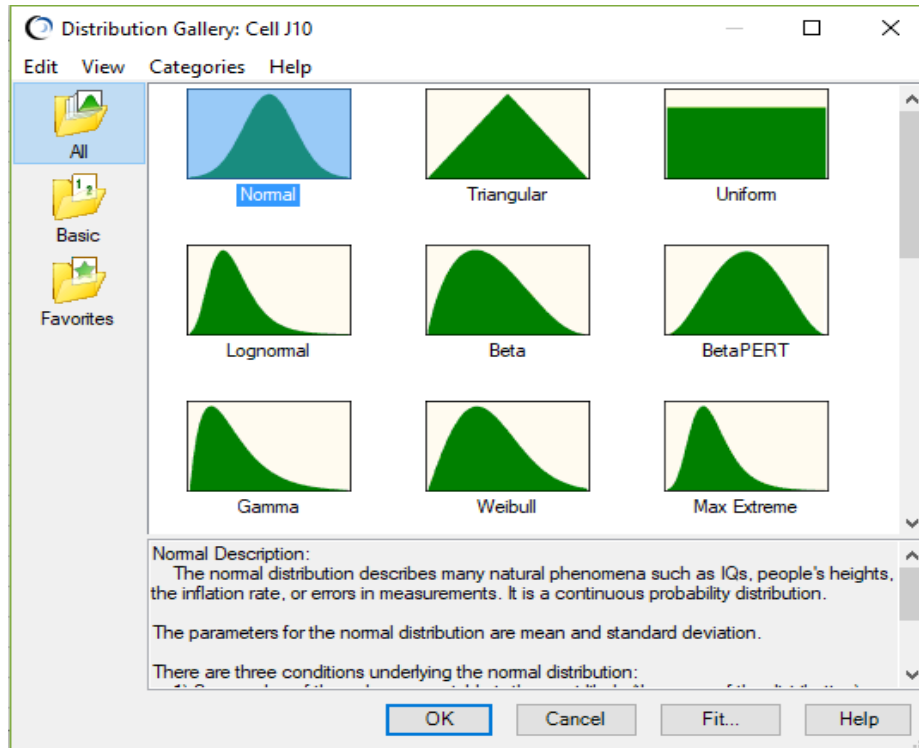 Distribution Gallery: Cell J10
Edit View Categories Help
All
Basic
Favorites
Normal Triangular Uniform
Lognormal Beta BetaPERT
Gamma Weibull Max Extreme
Normal Description:
The normal distribution describes many natural phenomena such as IQs, people's heights,
the inflation rate, or errors in measurements. It is a continuous probability distribution.
The parameters for the normal distribution are mean and standard deviation.
There are three conditions underlying the normal distribution:
OK Cancel Fit... Help